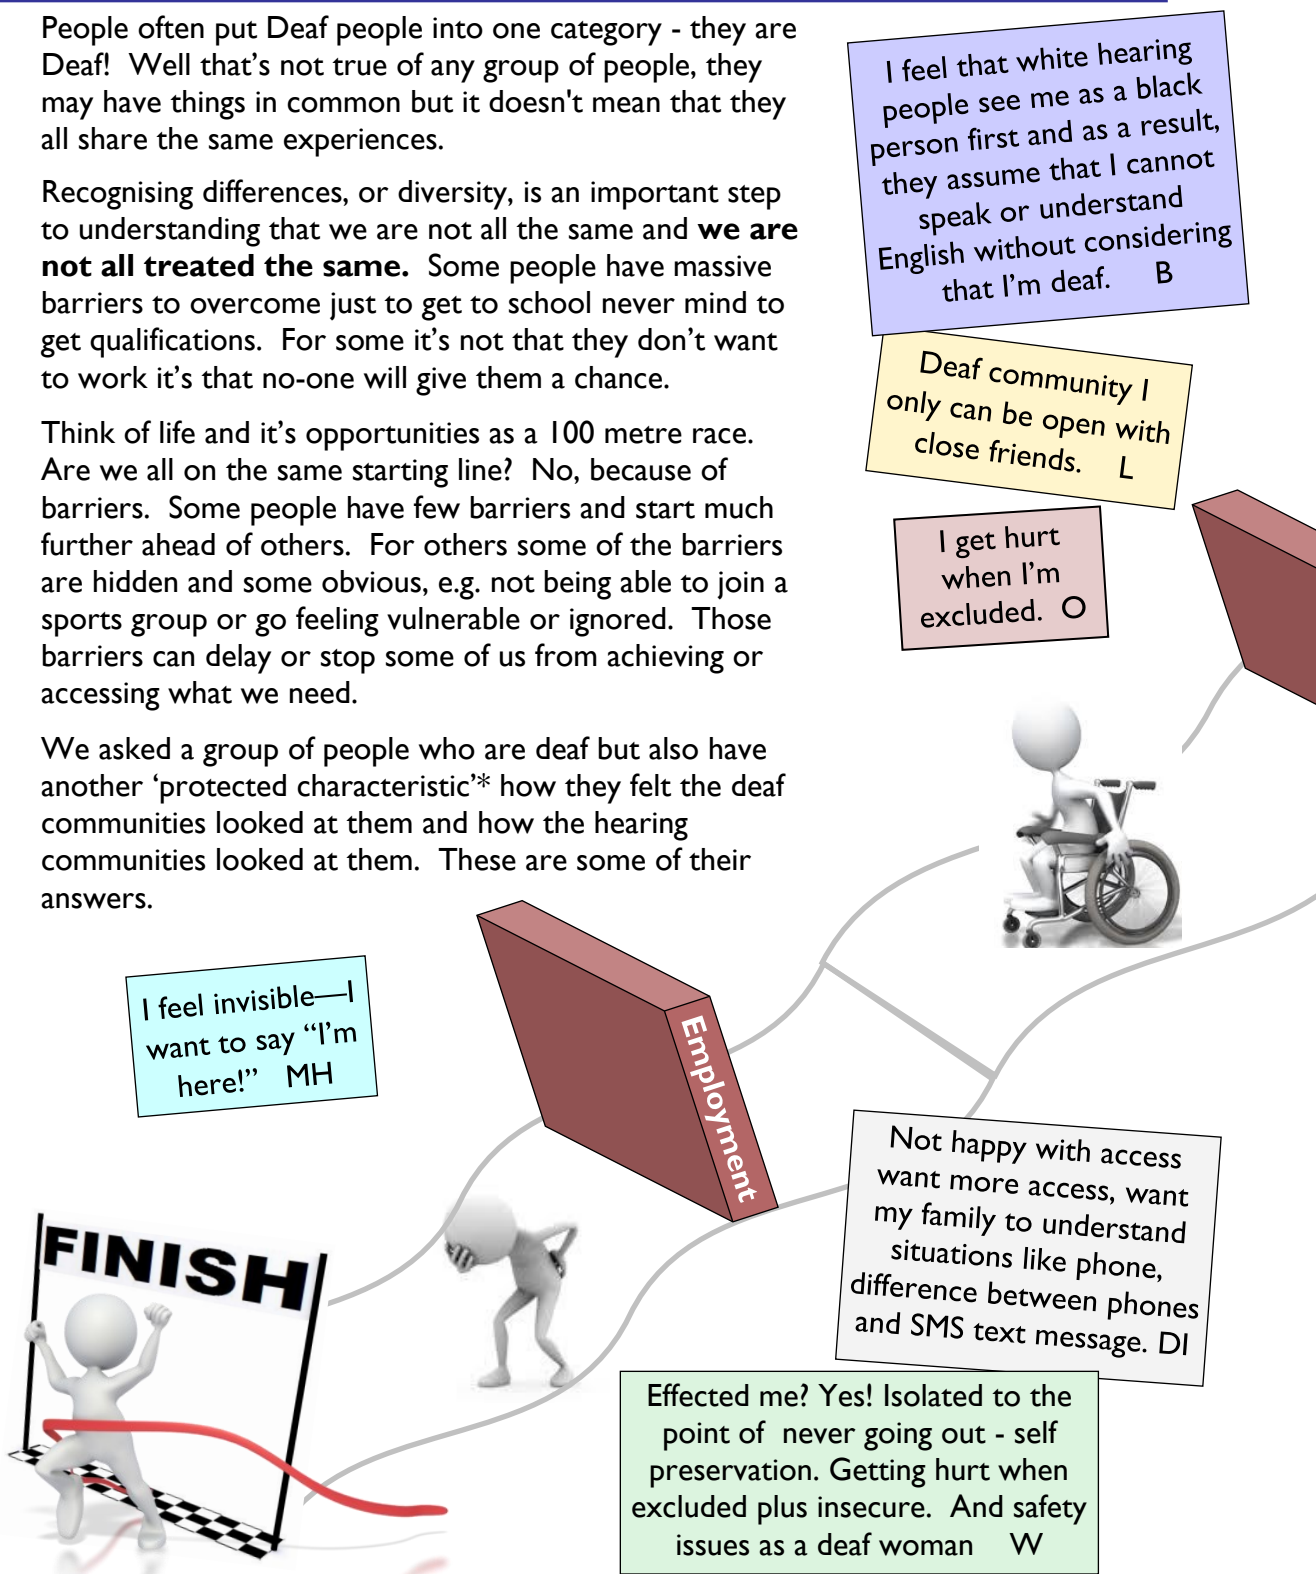 People often put Deaf people into one category - they are
Deaf!  Well that's not true of any group of people, they
may have things in common but it doesn't mean that they
all share the same experiences.
Recognising differences, or diversity, is an important step
to understanding that we are not all the same and we are
not all treated the same.  Some people have massive
barriers to overcome just to get to school never mind to
get qualifications.  For some it's not that they don't want
to work it's that no-one will give them a chance.
Think of life and it's opportunities as a 100 metre race.
Are we all on the same starting line?  No, because of
barriers.  Some people have few barriers and start much
further ahead of others.  For others some of the barriers
are hidden and some obvious, e.g. not being able to join a
sports group or go feeling vulnerable or ignored.  Those
barriers can delay or stop some of us from achieving or
accessing what we need.
We asked a group of people who are deaf but also have
another 'protected characteristic'* how they felt the deaf
communities looked at them and how the hearing
communities looked at them.  These are some of their
answers.
I feel that white hearing
people see me as a black
person first and as a result,
they assume that I cannot
speak or understand
English without considering
that I'm deaf.    B
Deaf community I
only can be open with
close friends.    L
I get hurt
when I'm
excluded.  O
I feel invisible—I
want to say "I'm
here!"   MH
Employment
Not happy with access
want more access, want
my family to understand
situations like phone,
difference between phones
and SMS text message. DI
FINISH
Effected me? Yes! Isolated to the
point of  never going out - self
preservation. Getting hurt when
excluded plus insecure.  And safety
issues as a deaf woman    W